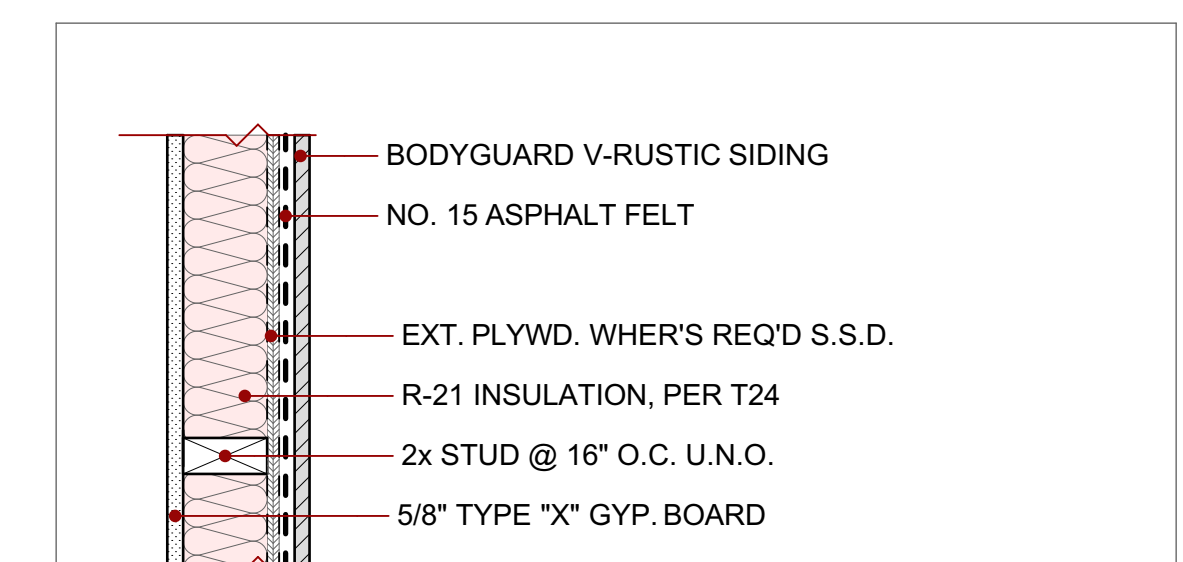 BODYGUARD V-RUSTIC SIDING
NO. 15 ASPHALT FELT
EXT. PLYWD. WHER'S REQ'D S.S.D.
R-21 INSULATION, PER T24
2x STUD @ 16" O.C. U.N.O.
5/8" TYPE "X" GYP. BOARD